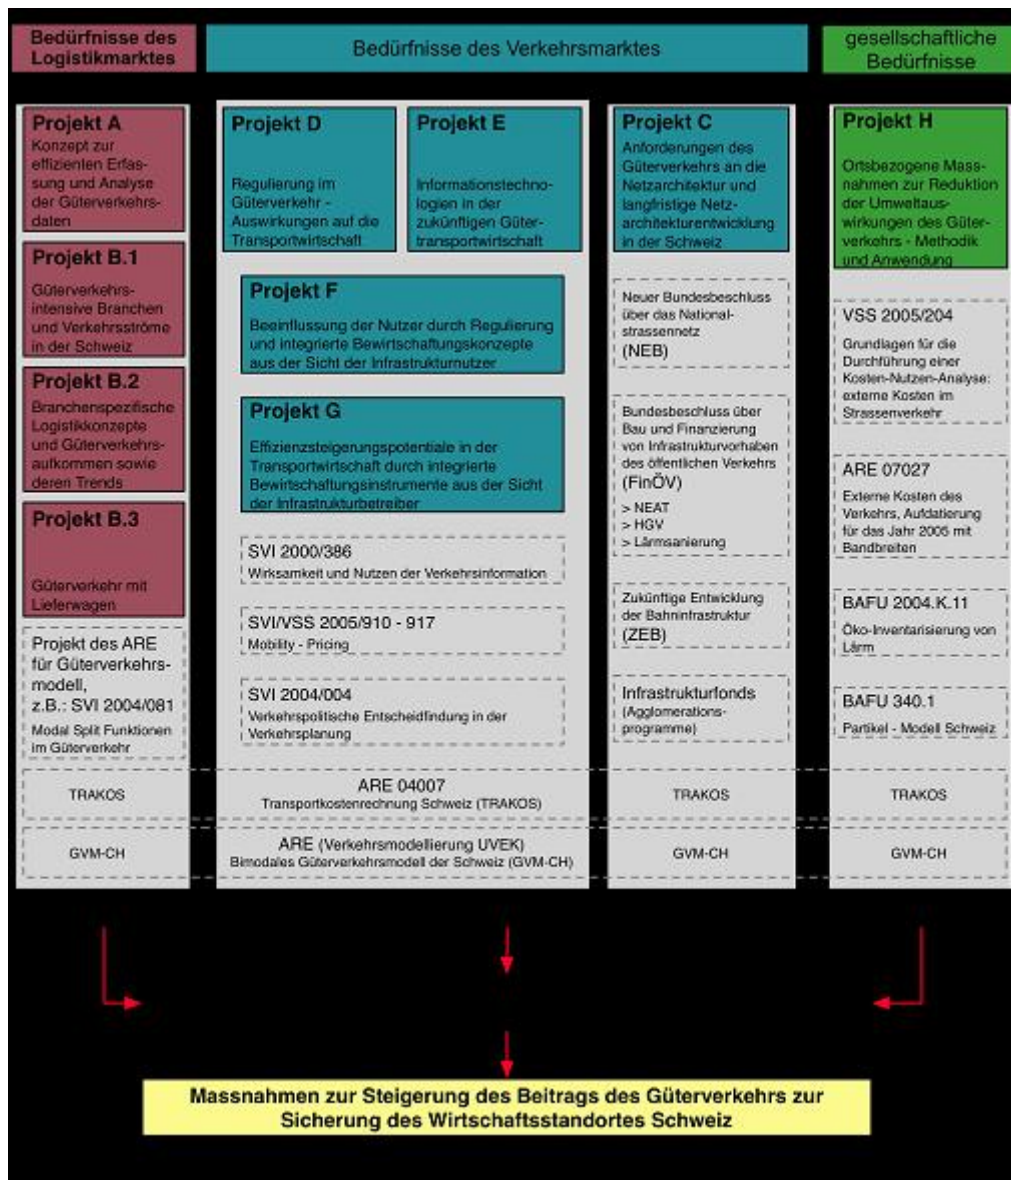 Bedürfnisse des
Logistikmarktes
Bedürfnisse des Verkehrsmarktes
gesellschaftliche
Bedürfnisse
Projekt A
Konzept zur
effizienten Erfas-
sung und Analyse
der Güterverkehrs-
daten
Projekt B.1
Güterverkehrs-
intensive Branchen
und Verkehrsströme
in der Schweiz
Projekt B.2
Branchenspezifische
Logistikkonzepte
und Güterverkehrs-
aufkommen sowie
deren Trends
Projekt B.3
Güterverkehr mit
Lieferwagen
Projekt des ARE
für Güterverkehrs-
modell,
z.B.: SVI 2004/081
Modal Split Funktionen
im Güterverkehr
Projekt D
Regulierung im
Güterverkehr -
Auswirkungen auf die
Transportwirtschaft
Projekt E
Informationstechno-
logien in der
zukünftigen Güter-
transportwirtschaft
Projekt F
Beeinflussung der Nutzer durch Regulierung
und integrierte Bewirtschaftungskonzepte
aus der Sicht der Infrastrukturnutzer
Projekt G
Effizienzsteigerungspotentiale in der
Transportwirtschaft durch integrierte
Bewirtschaftungsinstrumente aus der Sicht
der Infrastrukturbetreiber
SVI 2000/386
Wirksamkeit und Nutzen der Verkehrsinformation
SVI/VSS 2005/910 - 917
Mobility - Pricing
SVI 2004/004
Verkehrspolitische Entscheidfindung in der
Verkehrsplanung
Projekt C
Anforderungen des
Güterverkehrs an die
Netzarchitektur und
langfristige Netz-
architekturentwicklung
in der Schweiz
Neuer Bundesbeschluss
über das National-
strassennetz
(NEB)
Bundesbeschluss über
Bau und Finanzierung
von Infrastrukturvorhaben
des öffentlichen Verkehrs
(FinÖV)
> NEAT
> HGV
> Lärmsanierung
Zukünftige Entwicklung
der Bahninfrastruktur
(ZEB)
Infrastrukturfonds
(Agglomerations-
programme)
Projekt H
Ortsbezogene Mass-
nahmen zur Reduktion
der Umweltaus-
wirkungen des Güter-
verkehrs - Methodik
und Anwendung
VSS 2005/204
Grundlagen für die
Durchführung einer
Kosten-Nutzen-Analyse:
externe Kosten im
Strassenverkehr
ARE 07027
Externe Kosten des
Verkehrs, Aufdatierung
für das Jahr 2005 mit
Bandbreiten
BAFU 2004.K.11
Öko-Inventarisierung von
Lärm
BAFU 340.1
Partikel - Modell Schweiz
TRAKOS
ARE 04007
Transportkostenrechnung Schweiz (TRAKOS)
TRAKOS
TRAKOS
GVM-CH
ARE (Verkehrsmodellierung UVEK)
Bimodales Güterverkehrsmodell der Schweiz (GVM-CH)
GVM-CH
GVM-CH
Massnahmen zur Steigerung des Beitrags des Güterverkehrs zur
Sicherung des Wirtschaftsstandortes Schweiz